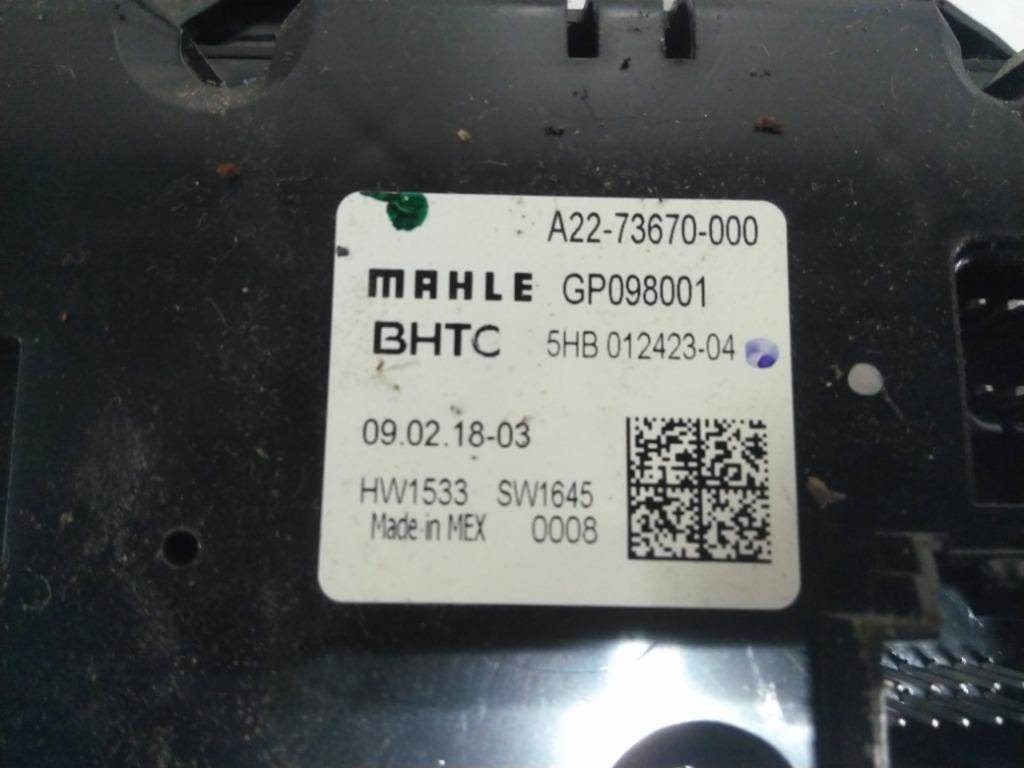 A22-73670-000
MAHLE GP098001
BHTC 5HB 012423-04
09.02.18-03
HW1533 SW1645
Made in MEX 0008